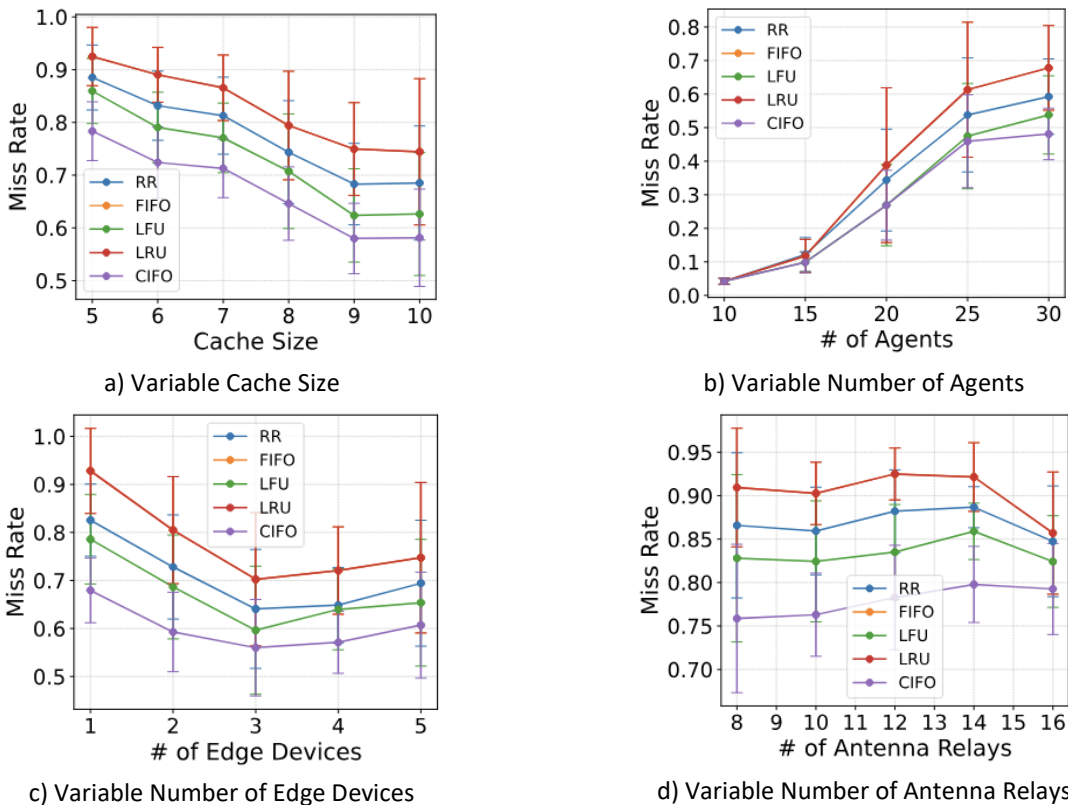 1.0
0.9
0.8
0.7
0.6
0.5
Miss Rate
RR
FIFO
LFU
LRU
CIFO
5 6 7 8 9 10
Cache Size
a) Variable Cache Size
0.8
0.7
0.6
0.5
0.4
0.3
0.2
0.1
0.0
Miss Rate
RR
FIFO
LFU
LRU
CIFO
10 15 20 25 30
# of Agents
b) Variable Number of Agents
1.0
0.9
0.8
0.7
0.6
0.5
Miss Rate
RR
FIFO
LFU
LRU
CIFO
1 2 3 4 5
# of Edge Devices
c) Variable Number of Edge Devices
0.95
0.90
0.85
0.80
0.75
0.70
Miss Rate
RR
FIFO
LFU
LRU
CIFO
8 9 10 11 12 13 14 15 16
# of Antenna Relays
d) Variable Number of Antenna Relays